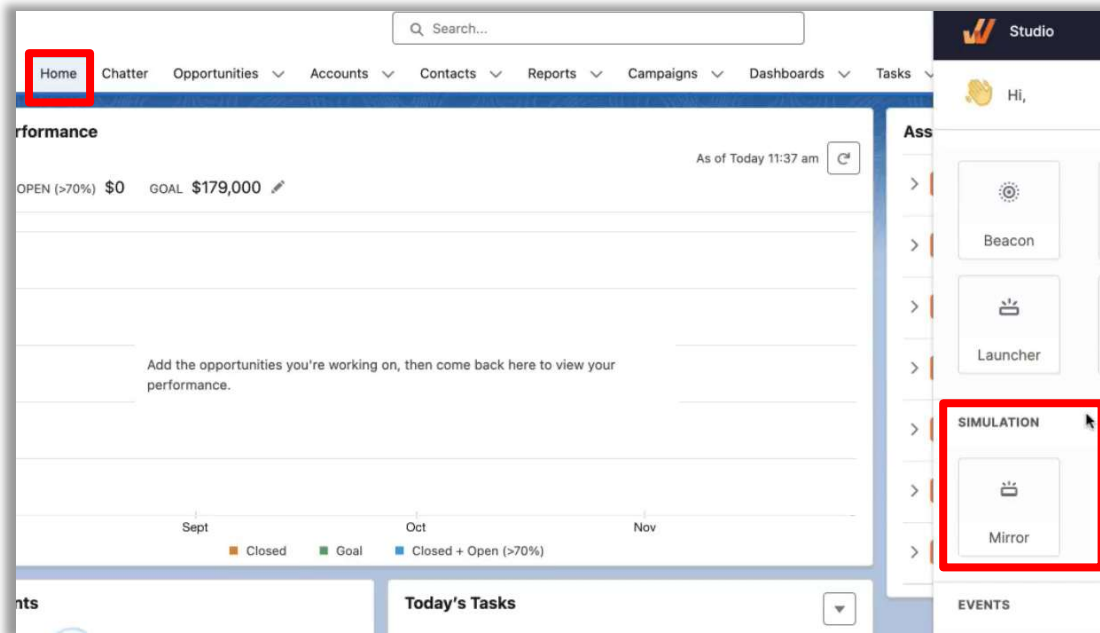 Search...
Studio
Home Chatter Opportunities Accounts Contacts Reports Campaigns Dashboards Tasks
Hi,
rformance
Ass
As of Today 11:37 am
OPEN (>70%) $0 GOAL $179,000
Beacon
Launcher
Add the opportunities you're working on, then come back here to view your
performance.
SIMULATION
Mirror
Sept Oct Nov
Closed Goal Closed + Open (>70%)
nts
Today's Tasks
EVENTS